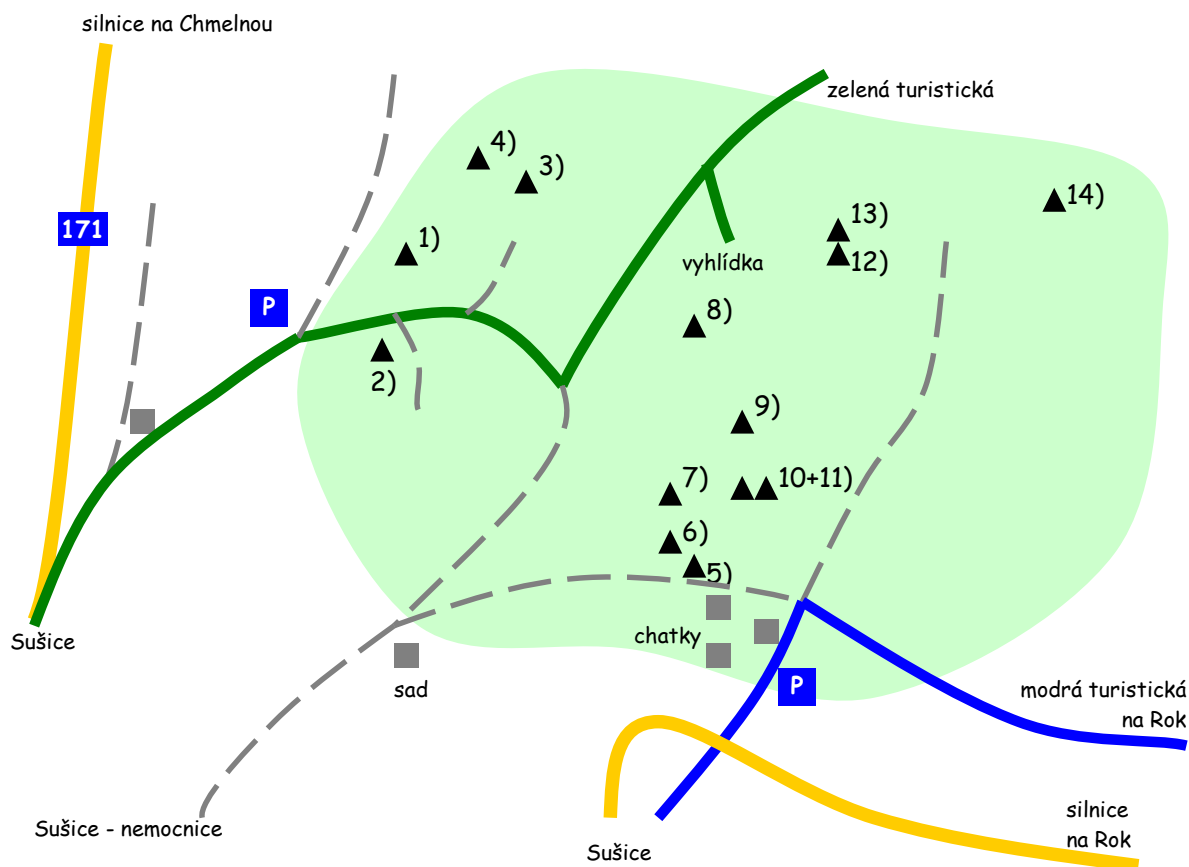 silnice na Chmelnou
zelená turistická
4)
3)
14)
13)
171
1)
vyhlídka
12)
P
8)
2)
9)
7)
10+11)
6)
5)
chatky
Sušice
sad
P
modrá turistická
na Rok
Sušice - nemocnice
silnice
na Rok
Sušice